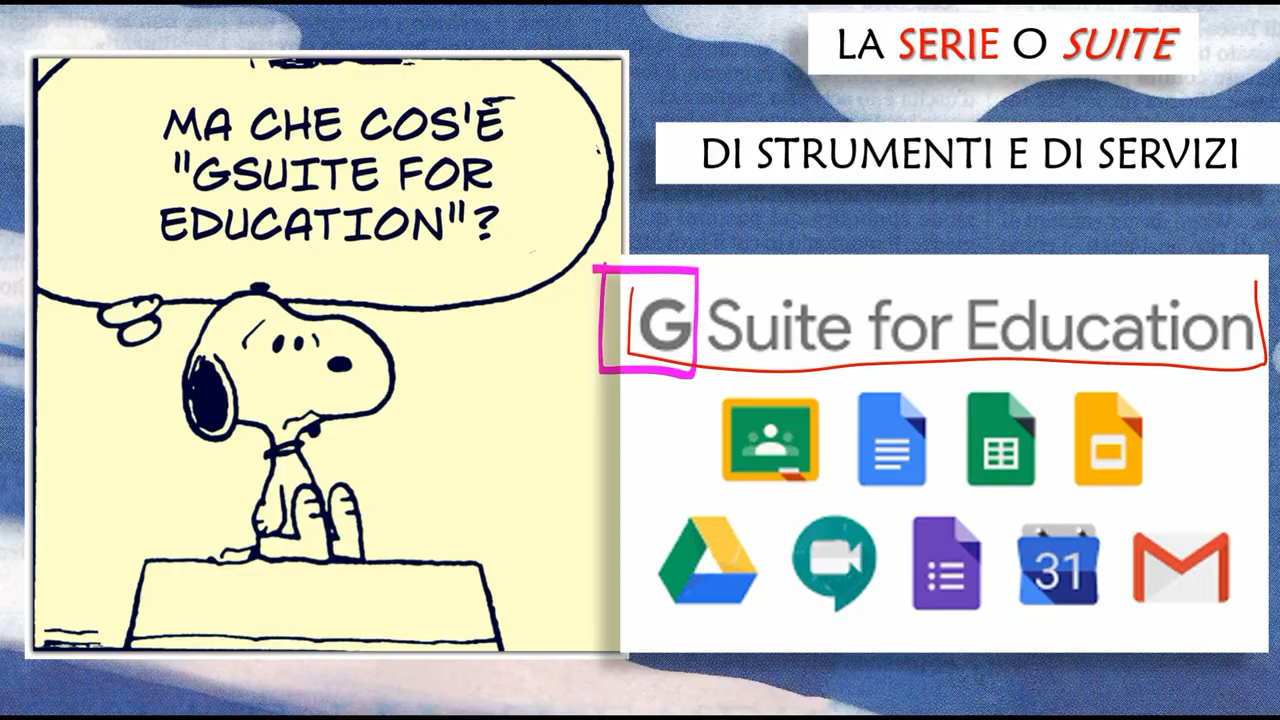 MA CHE COS'È
"GSUITE FOR
EDUCATION"?
LA SERIE O SUITE
DI STRUMENTI E DI SERVIZI
G Suite for Education
31